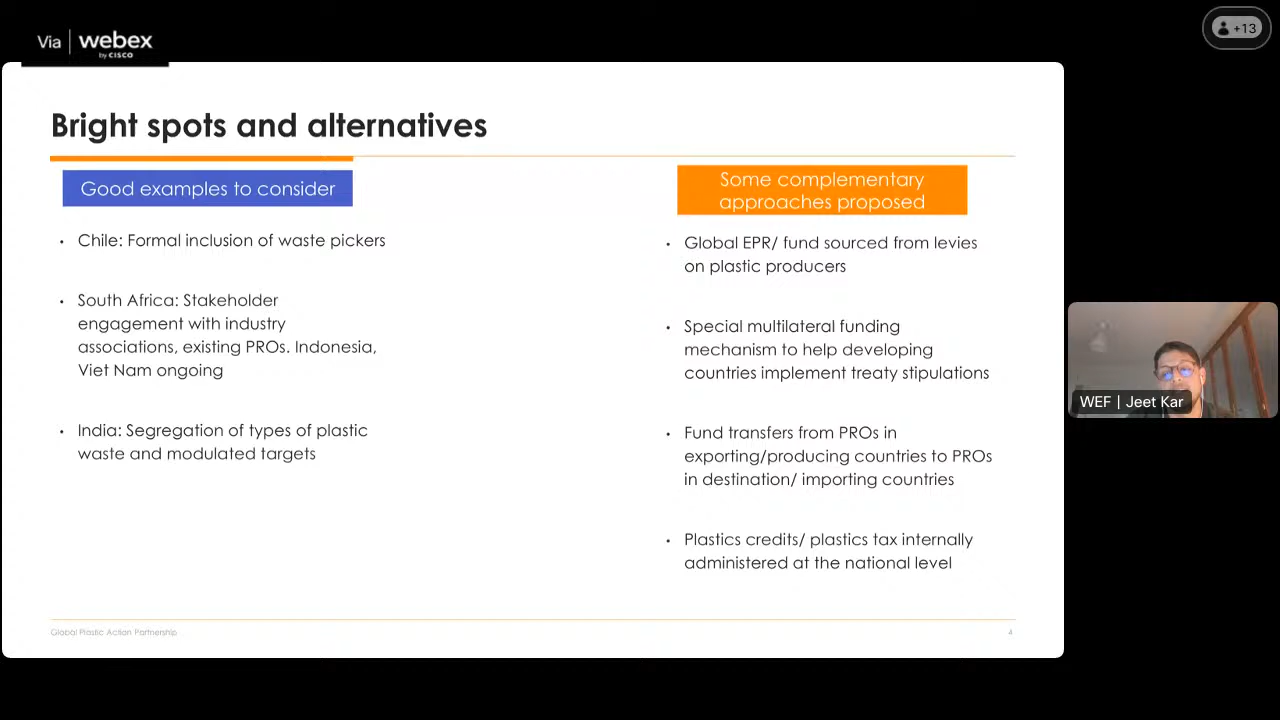 Via | webex
by CISCO
+13
Bright spots and alternatives
Good examples to consider
• Chile: Formal inclusion of waste pickers
• South Africa: Stakeholder
engagement with industry
associations, existing PROs. Indonesia,
Viet Nam ongoing
• India: Segregation of types of plastic
waste and modulated targets
Some complementary
approaches proposed
• Global EPR/ fund sourced from levies
on plastic producers
• Special multilateral funding
mechanism to help developing
countries implement treaty stipulations
• Fund transfers from PROs in
exporting/producing countries to PROs
in destination/ importing countries
• Plastics credits/ plastics tax internally
administered at the national level
Global Plastic Action Partnership
4
WEF | Jeet Kar